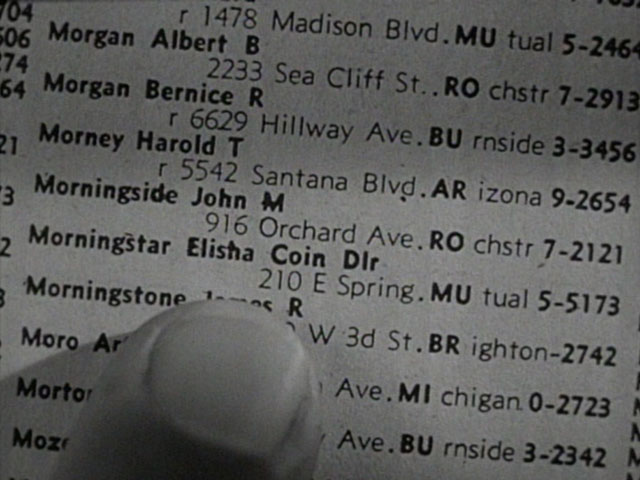 704
r 1478 Madison Blvd.MU tual 5-2464
506 Morgan Albert B
74
2233 Sea Cliff St..RO chstr 7-2913
64 Morgan Bernice R
r 6629 Hillway Ave.BU rnside 3-3456
21 Morney Harold T
r 5542 Santana Blvd.AR izona 9-2654
3 Morningside John M
916 Orchard Ave.RO chstr 7-2121
2 Morningstar Elisha Coin Dlr
210 E Spring.MU tual 5-5173
Morningstone James R
W 3d St.BR ighton-2742
Moro
Ave.MI chigan 0-2723
Ave.BU rnside 3-2342